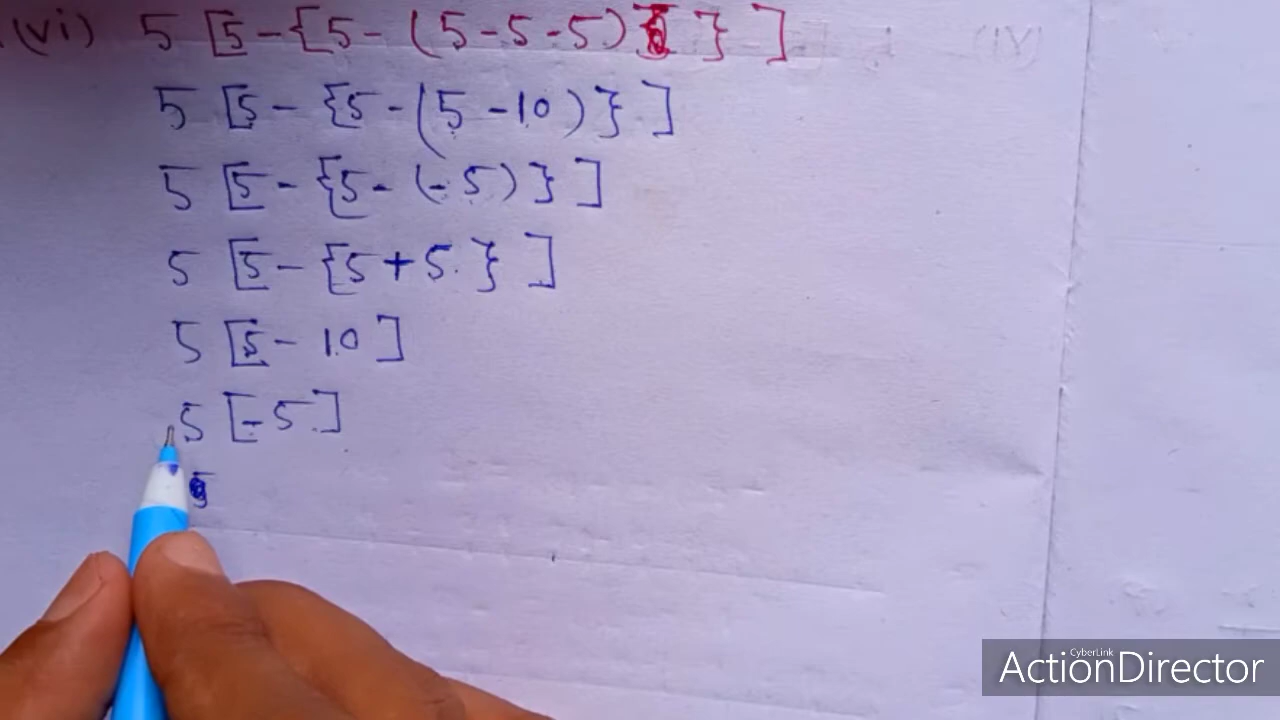 (vi) 5 [5-{5-(5-5-5)}]
5 [5-{5-(5-10)}]
5 [5-{5-(-5)}]
5 [5-{5+5}]
5 [5-10]
5 [-5]
CyberLink
ActionDirector